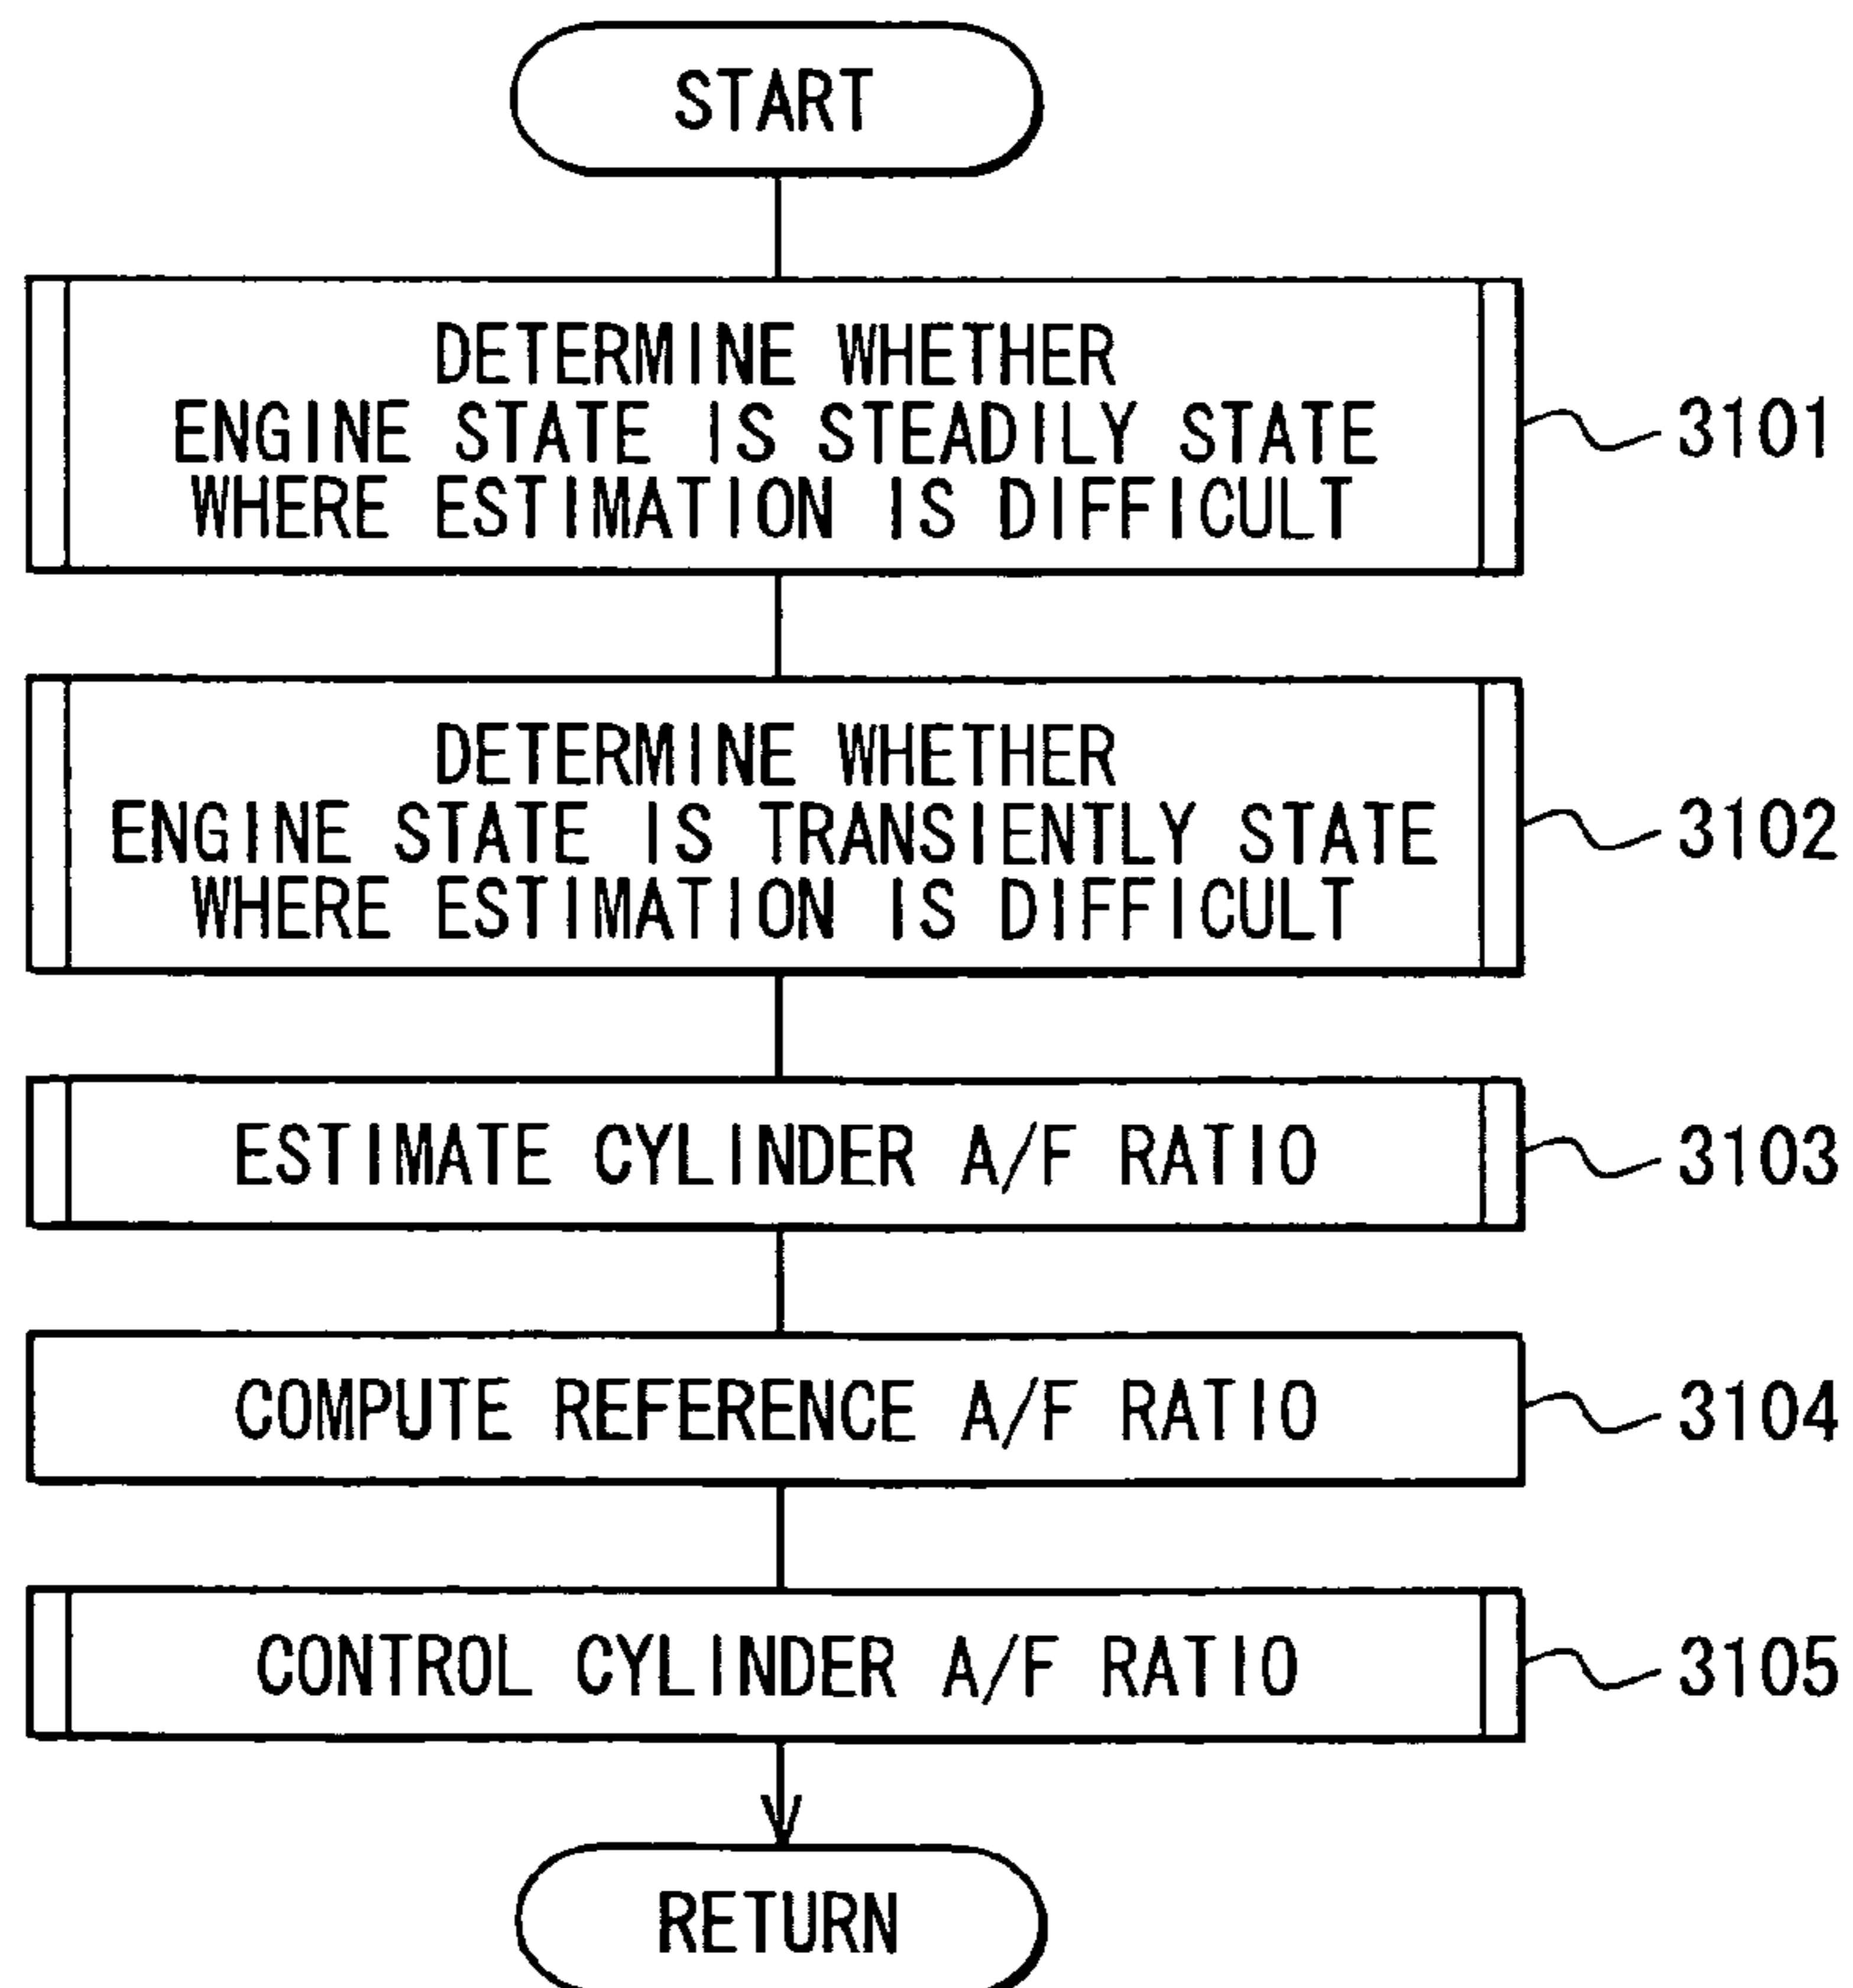 START
DETERMINE WHETHER
ENGINE STATE IS STEADILY STATE
WHERE ESTIMATION IS DIFFICULT
3101
DETERMINE WHETHER
ENGINE STATE IS TRANSIENTLY STATE
WHERE ESTIMATION IS DIFFICULT
3102
ESTIMATE CYLINDER A/F RATIO
3103
COMPUTE REFERENCE A/F RATIO
3104
CONTROL CYLINDER A/F RATIO
3105
RETURN